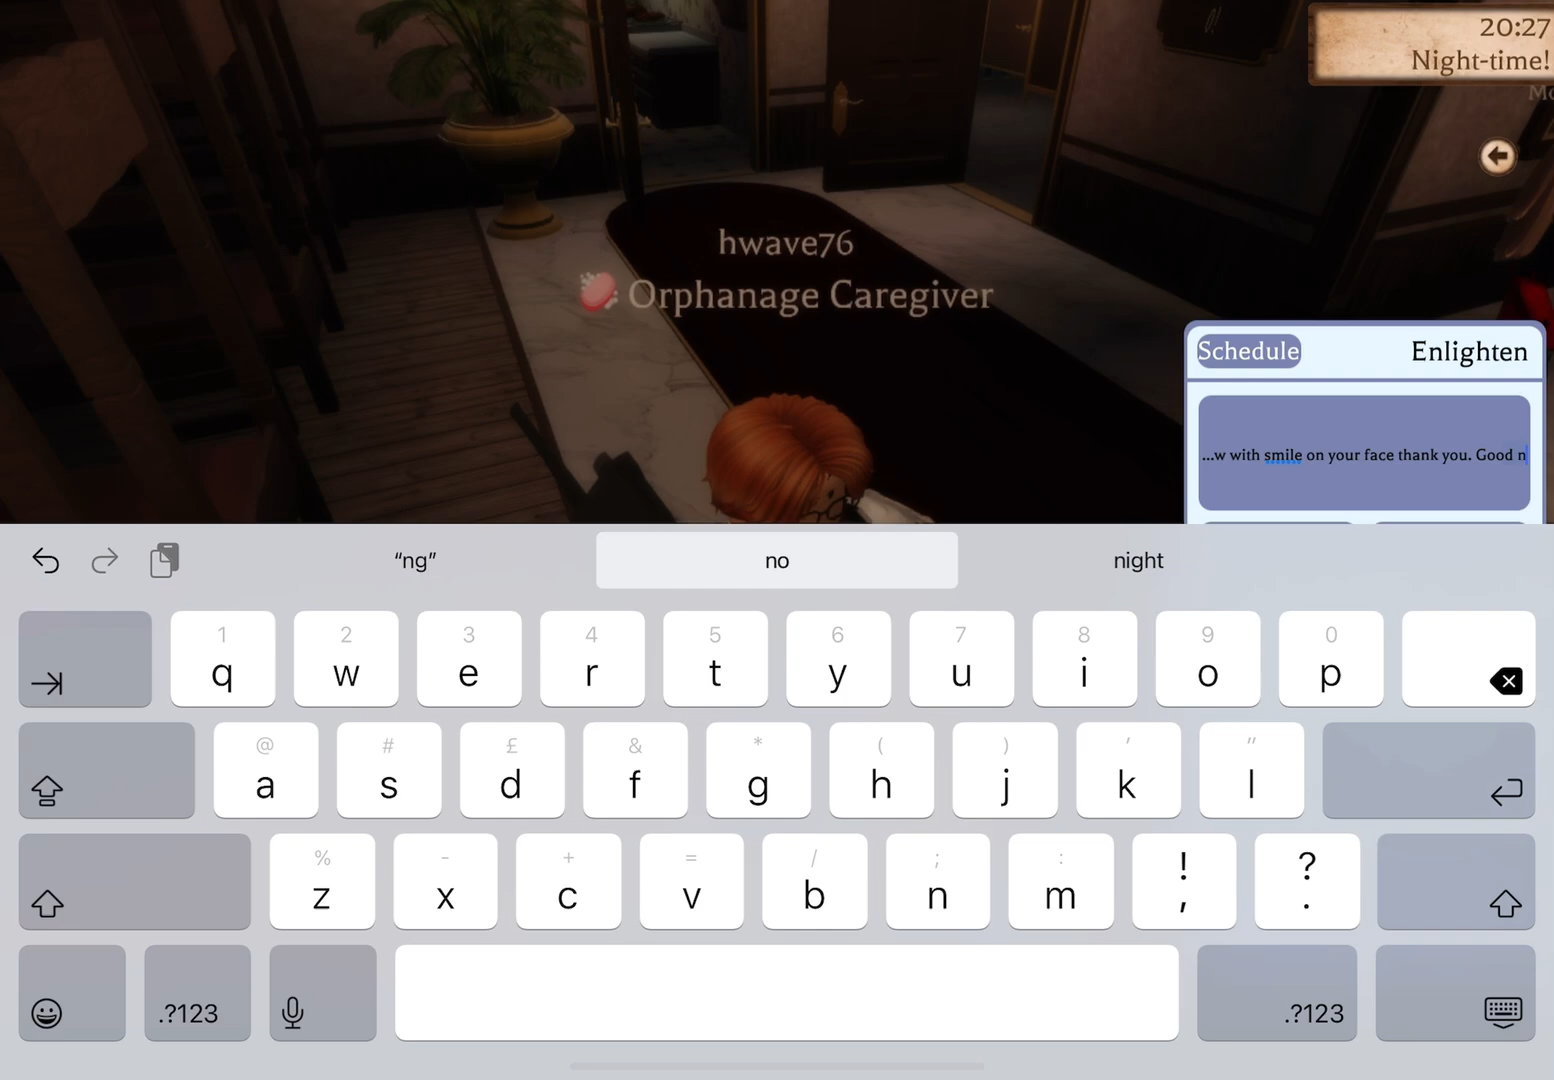 20:27
Night-time!
hwave76
Orphanage Caregiver
Schedule Enlighten
...w with smile on your face thank you. Good n
“ng” no night
1 2 3 4 5 6 7 8 9 0
q w e r t y u i o p
@ # £ & * ( ) ' "
a s d f g h j k l
% - + = / ; : ! ?
z x c v b n m , .
.?123 .?123